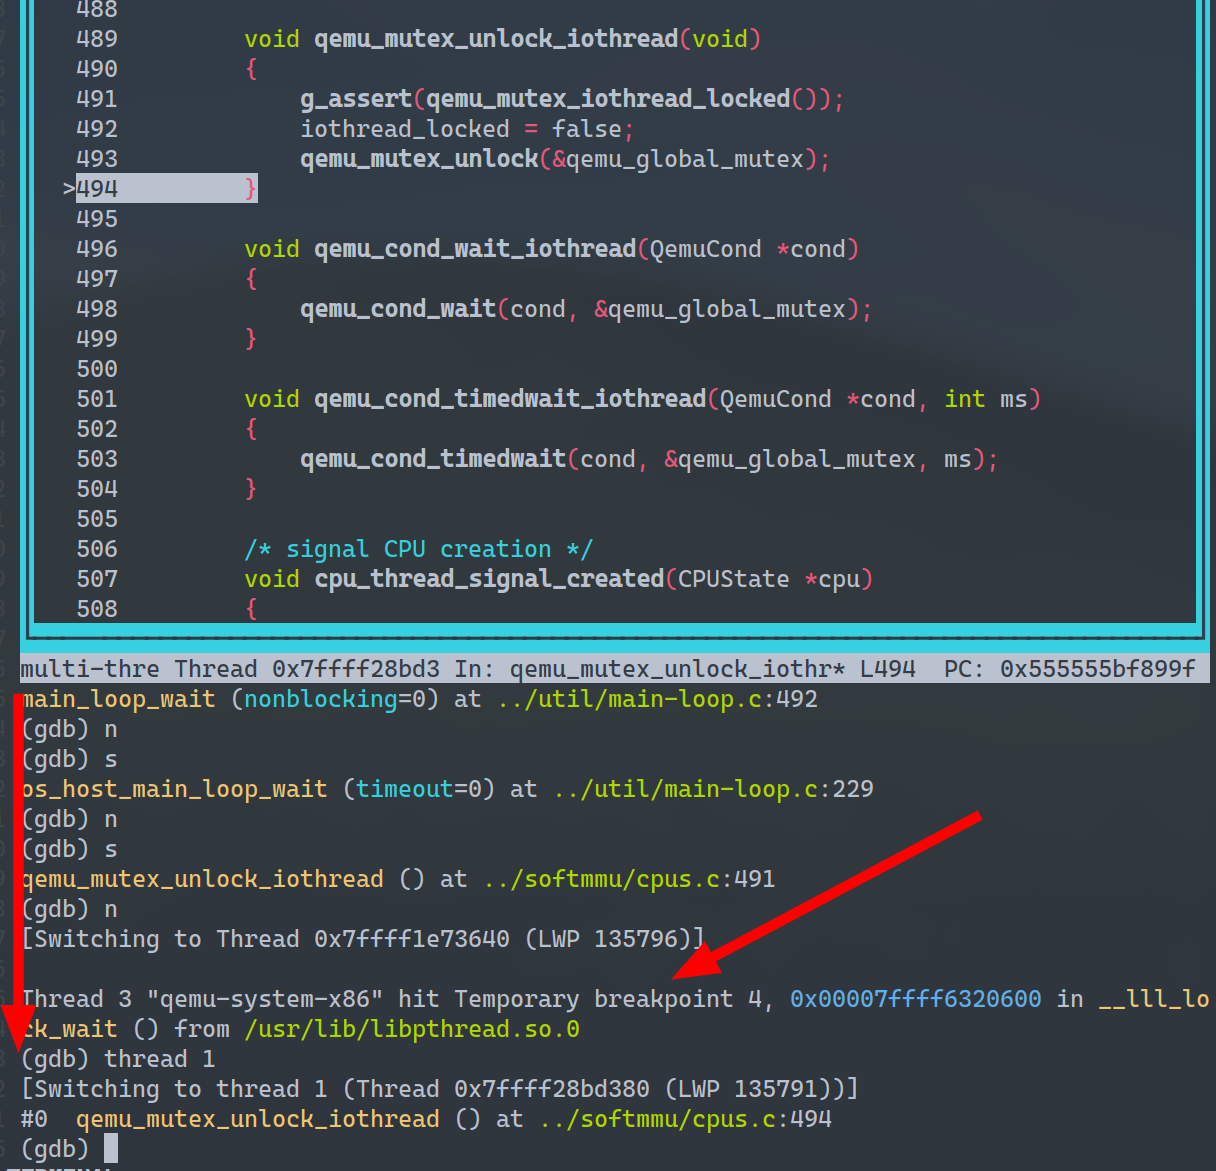 488
489 void qemu_mutex_unlock_iothread(void)
490 {
491 g_assert(qemu_mutex_iothread_locked());
492 iothread_locked = false;
493 qemu_mutex_unlock(&qemu_global_mutex);
>494 }
495
496 void qemu_cond_wait_iothread(QemuCond *cond)
497 {
498 qemu_cond_wait(cond, &qemu_global_mutex);
499 }
500
501 void qemu_cond_timedwait_iothread(QemuCond *cond, int ms)
502 {
503 qemu_cond_timedwait(cond, &qemu_global_mutex, ms);
504 }
505
506 /* signal CPU creation */
507 void cpu_thread_signal_created(CPUState *cpu)
508 {
multi-thre Thread 0x7ffff28bd3 In: qemu_mutex_unlock_iothr* L494 PC: 0x555555bf899f
main_loop_wait (nonblocking=0) at ../util/main-loop.c:492
(gdb) n
(gdb) s
os_host_main_loop_wait (timeout=0) at ../util/main-loop.c:229
(gdb) n
(gdb) s
qemu_mutex_unlock_iothread () at ../softmmu/cpus.c:491
(gdb) n
[Switching to Thread 0x7ffff1e73640 (LWP 135796)]
Thread 3 "qemu-system-x86" hit Temporary breakpoint 4, 0x00007ffff6320600 in __lll_lo
ck_wait () from /usr/lib/libpthread.so.0
(gdb) thread 1
[Switching to thread 1 (Thread 0x7ffff28bd380 (LWP 135791))]
#0 qemu_mutex_unlock_iothread () at ../softmmu/cpus.c:494
(gdb)